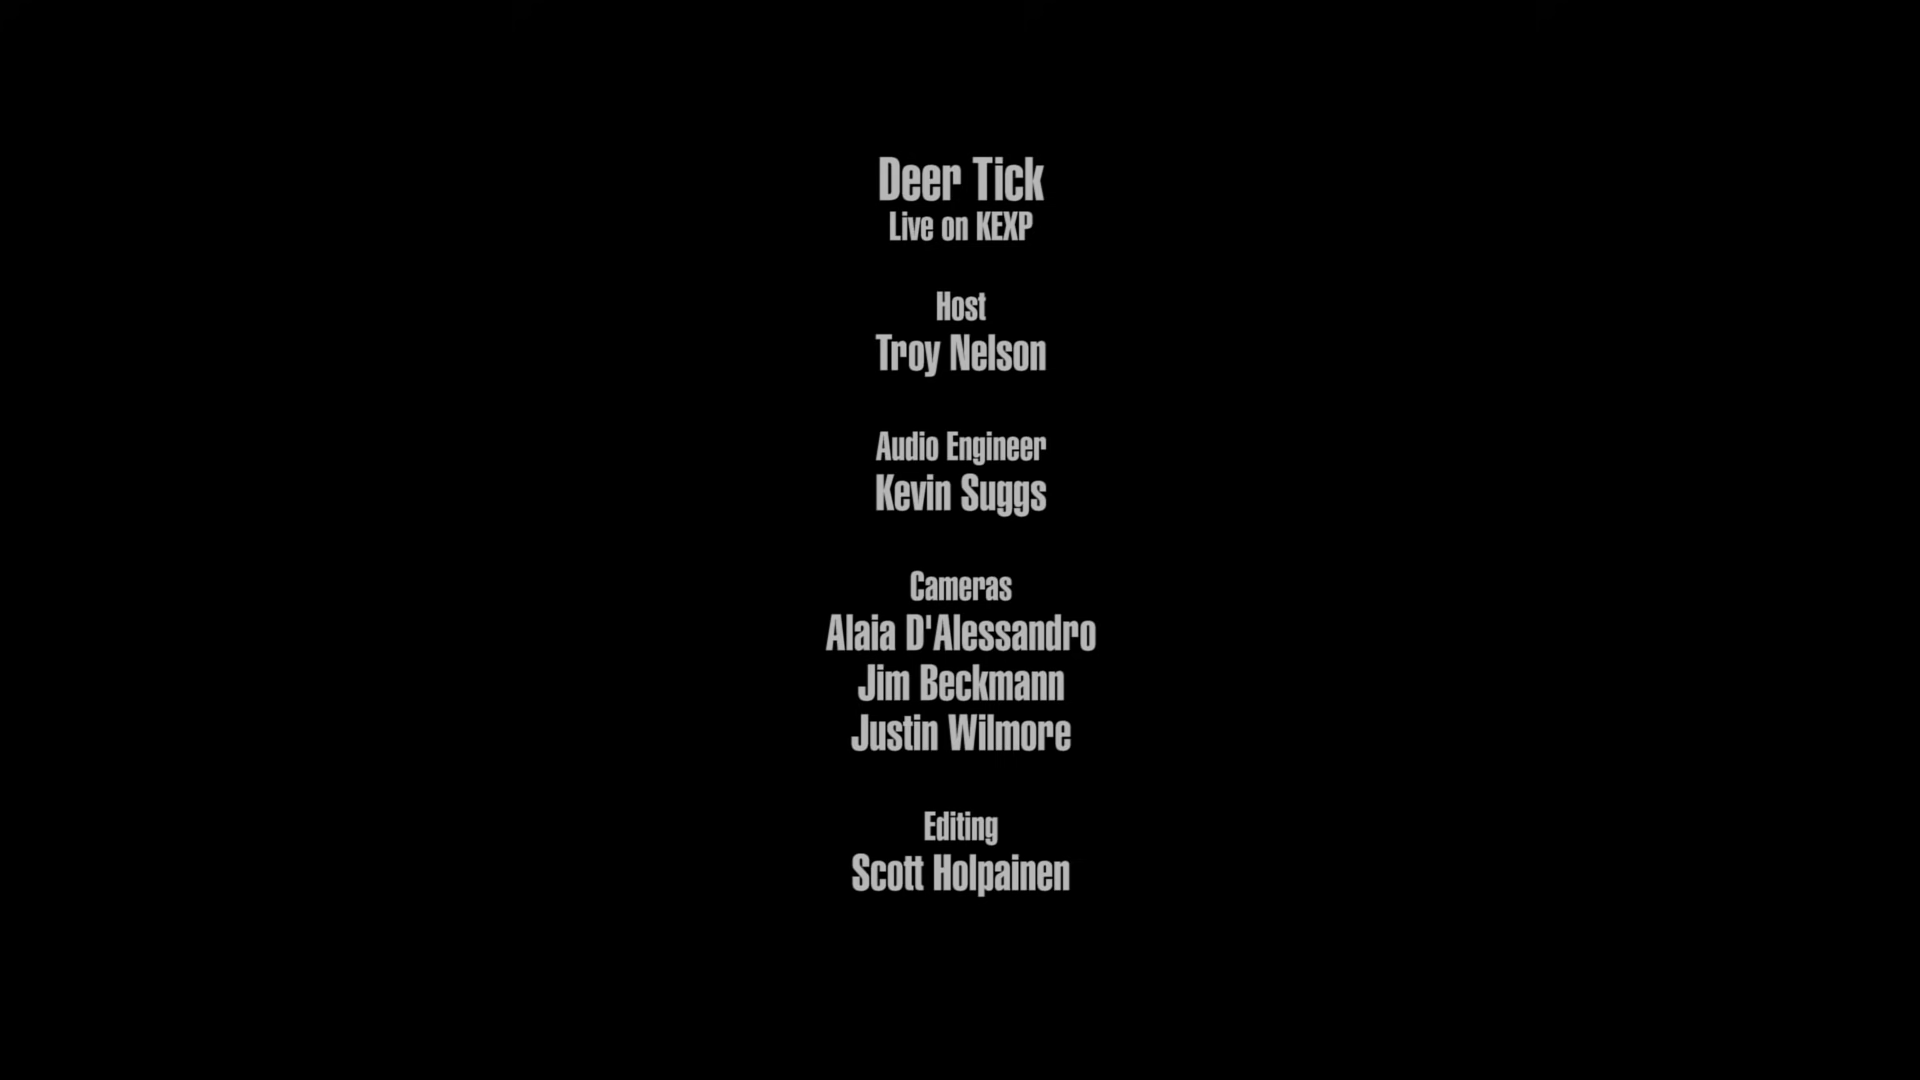 Deer Tick
Live on KEXP
Host
Troy Nelson
Audio Engineer
Kevin Suggs
Cameras
Alaia D'Alessandro
Jim Beckmann
Justin Wilmore
Editing
Scott Holpainen